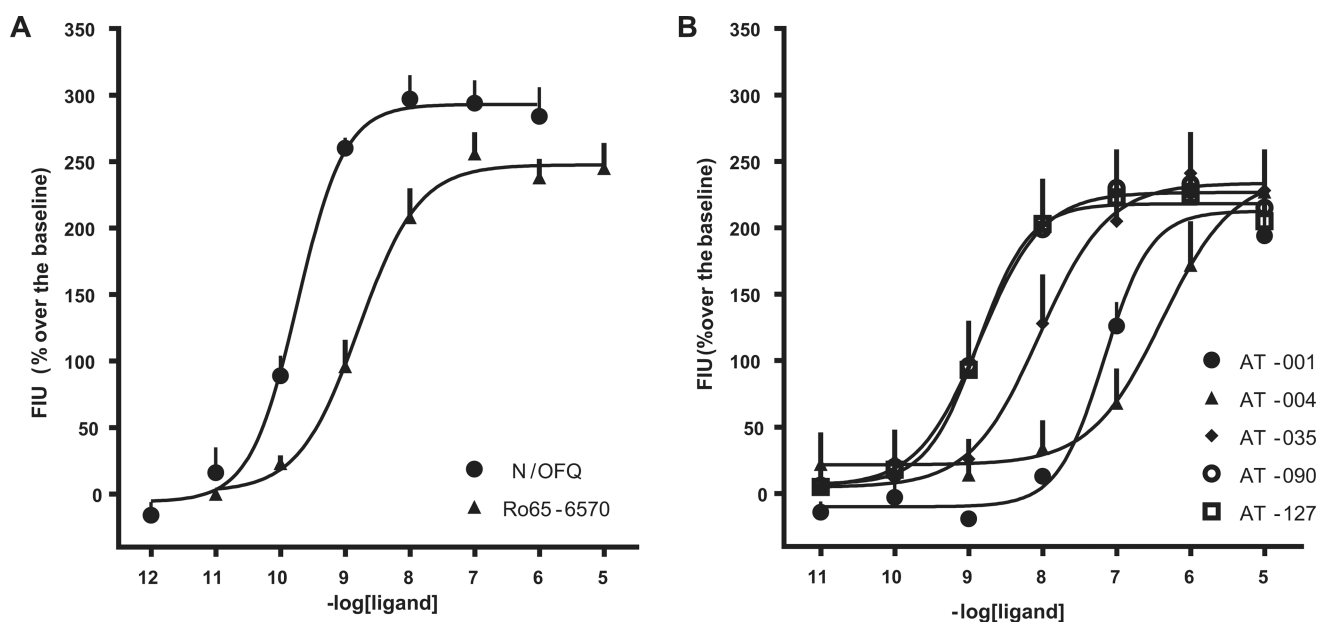 A
350
300
250
200
150
100
50
0
FIU (% over the baseline)
12 11 10 9 8 7 6 5
-log[ligand]
N/OFQ
Ro65-6570
B
350
300
250
200
150
100
50
0
FIU(%over the baseline)
11 10 9 8 7 6 5
-log[ligand]
AT-001
AT-004
AT-035
AT-090
AT-127